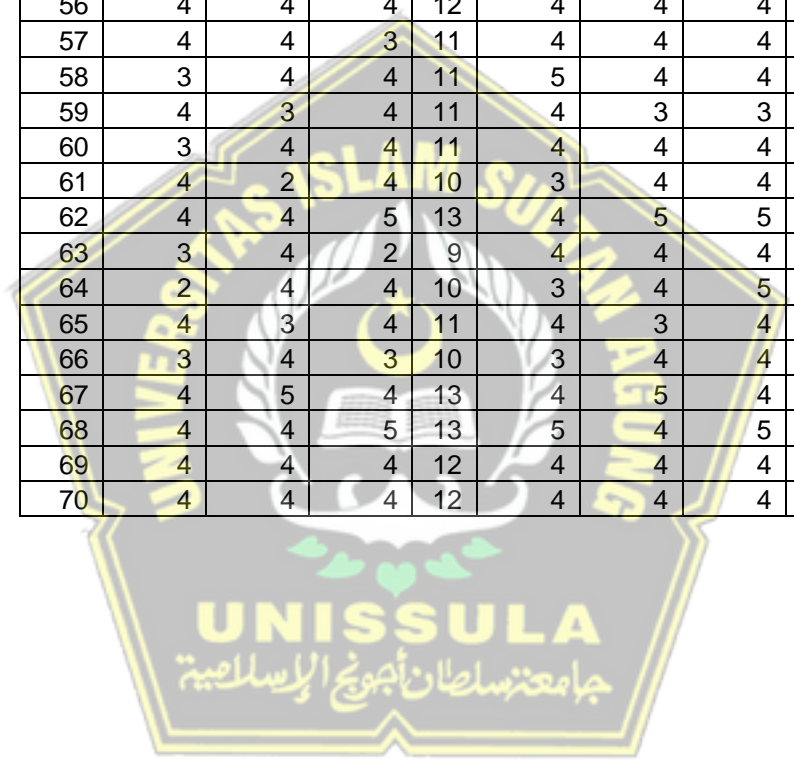 56 4 4 4 12 4 4 4
57 4 4 3 11 4 4 4
58 3 4 4 11 5 4 4
59 4 3 4 11 4 3 3
60 3 4 4 11 4 4 4
61 4 2 4 10 3 4 4
62 4 4 5 13 4 5 5
63 3 4 2 9 4 4 4
64 2 4 4 10 3 4 5
65 4 3 4 11 4 3 4
66 3 4 3 10 3 4 4
67 4 5 4 13 4 5 4
68 4 4 5 13 5 4 5
69 4 4 4 12 4 4 4
70 4 4 4 12 4 4 4
UNIVERSITAS ISLAM SULTAN AGUNG
UNISSULA
جامعة سلطان أجونج الإسلامية